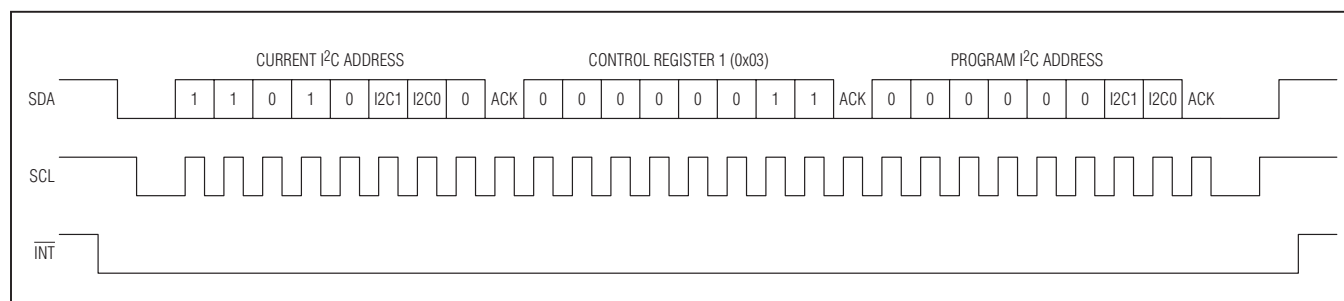 CURRENT I²C ADDRESS CONTROL REGISTER 1 (0x03) PROGRAM I²C ADDRESS
SDA 1 1 0 1 0 I2C1 I2C0 0 ACK 0 0 0 0 0 0 1 1 ACK 0 0 0 0 0 0 I2C1 I2C0 ACK
SCL
INT